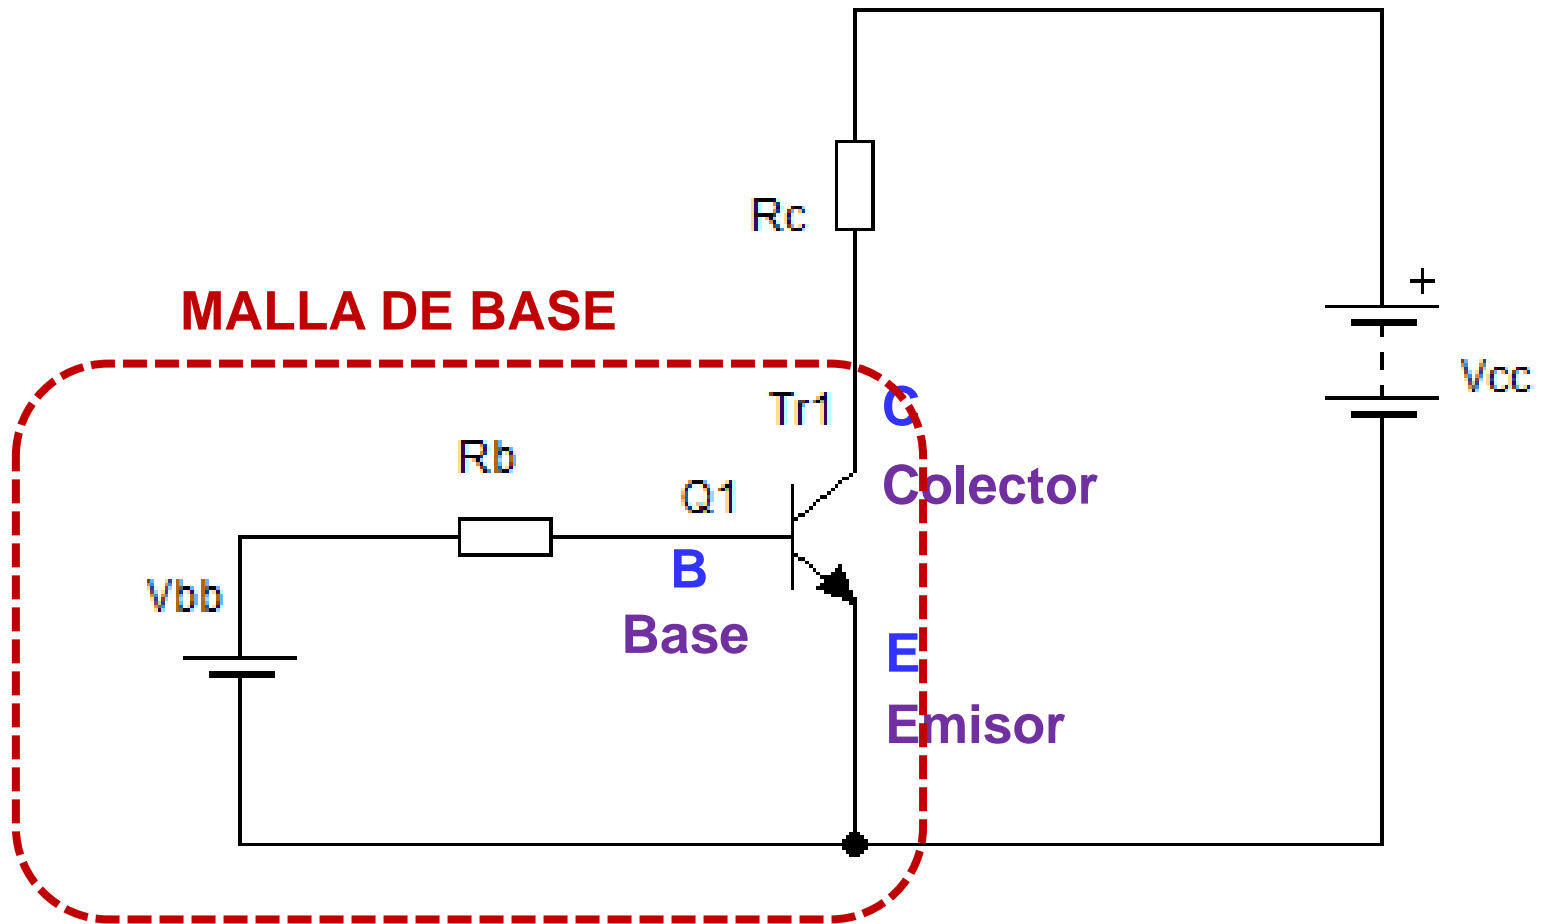 Rc
MALLA DE BASE
+
Vcc
Tr1
C
Rb
Colector
Q1
B
Vbb
Base
E
Emisor